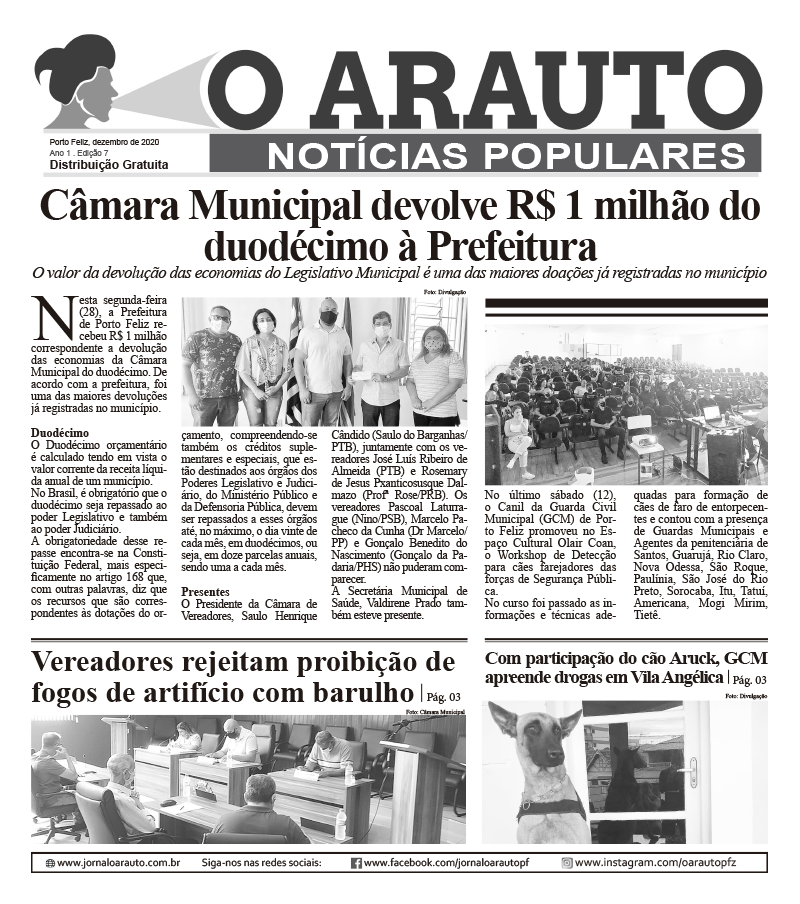 O ARAUTO
NOTÍCIAS POPULARES
Porto Feliz, dezembro de 2020
Ano 1 . Edição 7
Distribuição Gratuita
Câmara Municipal devolve R$ 1 milhão do
duodécimo à Prefeitura
O valor da devolução das economias do Legislativo Municipal é uma das maiores doações já registradas no município
Nesta segunda-feira
(28), a Prefeitura
de Porto Feliz re-
cebeu R$ 1 milhão
correspondente a devolução
das economias da Câmara
Municipal do duodécimo. De
acordo com a prefeitura, foi
uma das maiores devoluções
já registradas no município.
Duodécimo
O Duodécimo orçamentário
é calculado tendo em vista o
valor corrente da receita líqui-
da anual de um município.
No Brasil, é obrigatório que o
duodécimo seja repassado ao
poder Legislativo e também
ao poder Judiciário.
A obrigatoriedade desse re-
passe encontra-se na Consti-
tuição Federal, mais especi-
ficamente no artigo 168 que,
com outras palavras, diz que
os recursos que são corres-
pondentes às dotações do or-
Foto: Divulgação
çamento, compreendendo-se
também os créditos suple-
mentares e especiais, que es-
tão destinados aos órgãos dos
Poderes Legislativo e Judici-
ário, do Ministério Público e
da Defensoria Pública, devem
ser repassados a esses órgãos
até, no máximo, o dia vinte de
cada mês, em duodécimos, ou
seja, em doze parcelas anuais,
sendo uma a cada mês.
Presentes
O Presidente da Câmara de
Vereadores, Saulo Henrique
Cândido (Saulo do Barganhas/
PTB), juntamente com os ve-
readores José Luís Ribeiro de
Almeida (PTB) e Rosemary
de Jesus Pxanticosusque Dal-
mazo (Profª Rose/PRB). Os
vereadores Pascoal Laturra-
gue (Nino/PSB), Marcelo Pa-
checo da Cunha (Dr Marcelo/
PP) e Gonçalo Benedito do
Nascimento (Gonçalo da Pa-
daria/PHS) não puderam com-
parecer.
A Secretária Municipal de
Saúde, Valdirene Prado tam-
bém esteve presente.
No último sábado (12),
o Canil da Guarda Civil
Municipal (GCM) de Por-
to Feliz promoveu no Es-
paço Cultural Olair Coan,
o Workshop de Detecção
para cães farejadores das
forças de Segurança Públi-
ca.
No curso foi passado as in-
formações e técnicas ade-
quadas para formação de
cães de faro de entorpecen-
tes e contou com a presença
de Guardas Municipais e
Agentes da penitenciária de
Santos, Guarujá, Rio Claro,
Nova Odessa, São Roque,
Paulínia, São José do Rio
Preto, Sorocaba, Itu, Tatuí,
Americana, Mogi Mirim,
Tietê.
Vereadores rejeitam proibição de
fogos de artifício com barulho | Pág. 03
Foto: Câmara Municipal
Com participação do cão Aruck, GCM
apreende drogas em Vila Angélica | Pág. 03
Foto: Divulgação
www.jornaloarauto.com.br Siga-nos nas redes sociais: www.facebook.com/jornaloarautopf www.instagram.com/oarautopfz